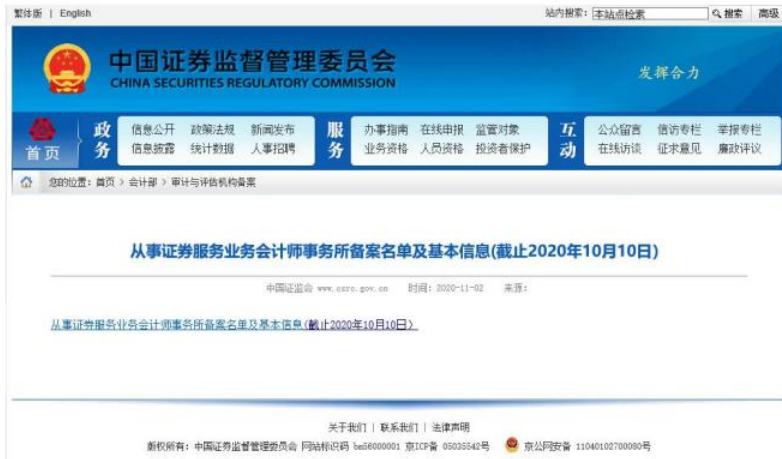 繁体版 | English 站内搜索: 本站点检索 搜索 高级
中国证券监督管理委员会
CHINA SECURITIES REGULATORY COMMISSION
发挥合力
首页
政务
信息公开 政策法规 新闻发布
信息披露 统计数据 人事招聘
服务
办事指南 在线申报 监管对象
业务资格 人员资格 投资者保护
互动
公众留言 信访专栏 举报专栏
在线访谈 征求意见 廉政评议
您的位置: 首页 > 会计部 > 审计与评估机构备案
从事证券服务业务会计师事务所备案名单及基本信息(截止2020年10月10日)
中国证监会 www.csrc.gov.cn 时间: 2020-11-02 来源:
从事证券服务业务会计师事务所备案名单及基本信息(截止2020年10月10日)
关于我们 | 联系我们 | 法律声明
版权所有: 中国证券监督管理委员会 网站标识码 bm56000001 京ICP备 05035542号 京公网安备 11040102700080号